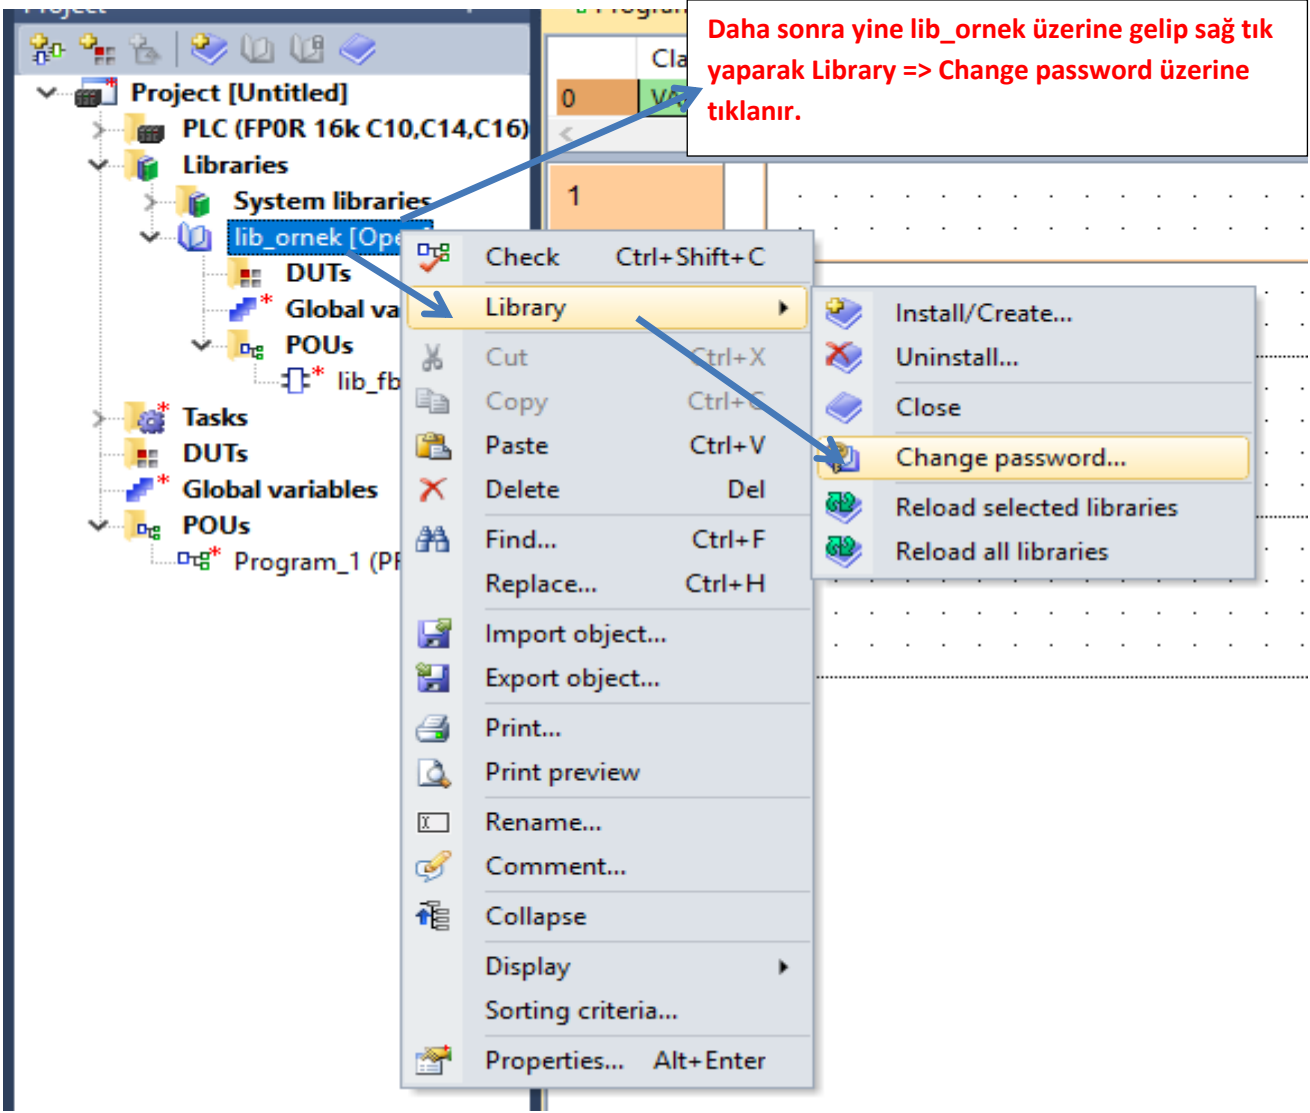 Project
Project [Untitled]
PLC (FP0R 16k C10,C14,C16)
Libraries
System libraries
lib_ornek [Ope
DUTs
Global va
POUs
lib_fb
Tasks
DUTs
Global variables
POUs
Program_1 (PR
Cla
0
1
Daha sonra yine lib_ornek üzerine gelip sağ tık
yaparak Library => Change password üzerine
tıklanır.
Check Ctrl+Shift+C
Library
Cut Ctrl+X
Copy Ctrl+C
Paste Ctrl+V
Delete Del
Find... Ctrl+F
Replace... Ctrl+H
Import object...
Export object...
Print...
Print preview
Rename...
Comment...
Collapse
Display
Sorting criteria...
Properties... Alt+Enter
Install/Create...
Uninstall...
Close
Change password...
Reload selected libraries
Reload all libraries